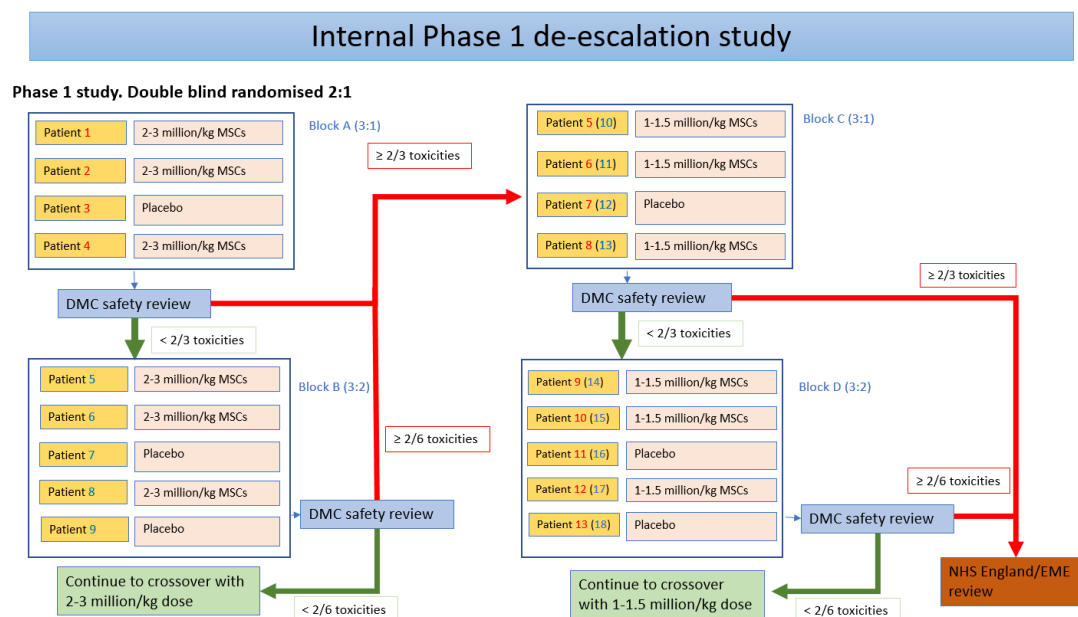 Internal Phase 1 de-escalation study
Phase 1 study. Double blind randomised 2:1
Block A (3:1)
Patient 1
2-3 million/kg MSCs
Patient 2
2-3 million/kg MSCs
Patient 3
Placebo
Patient 4
2-3 million/kg MSCs
DMC safety review
≥ 2/3 toxicities
< 2/3 toxicities
Block B (3:2)
Patient 5
2-3 million/kg MSCs
Patient 6
2-3 million/kg MSCs
Patient 7
Placebo
Patient 8
2-3 million/kg MSCs
Patient 9
Placebo
DMC safety review
≥ 2/6 toxicities
< 2/6 toxicities
Continue to crossover with
2-3 million/kg dose
Block C (3:1)
Patient 5 (10)
1-1.5 million/kg MSCs
Patient 6 (11)
1-1.5 million/kg MSCs
Patient 7 (12)
Placebo
Patient 8 (13)
1-1.5 million/kg MSCs
DMC safety review
≥ 2/3 toxicities
< 2/3 toxicities
Block D (3:2)
Patient 9 (14)
1-1.5 million/kg MSCs
Patient 10 (15)
1-1.5 million/kg MSCs
Patient 11 (16)
Placebo
Patient 12 (17)
1-1.5 million/kg MSCs
Patient 13 (18)
Placebo
DMC safety review
≥ 2/6 toxicities
< 2/6 toxicities
Continue to crossover
with 1-1.5 million/kg dose
NHS England/EME
review